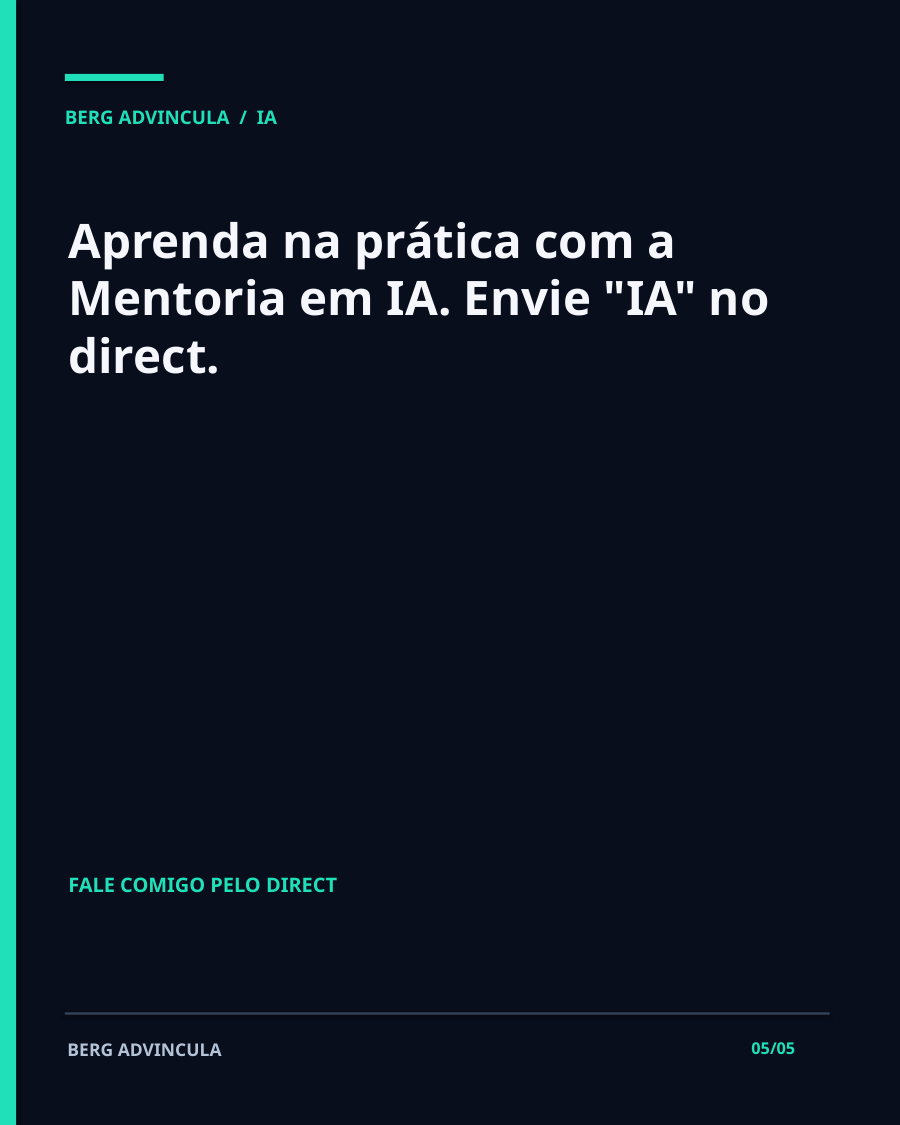 BERG ADVINCULA / IA
Aprenda na prática com a
Mentoria em IA. Envie "IA" no
direct.
FALE COMIGO PELO DIRECT
BERG ADVINCULA
05/05